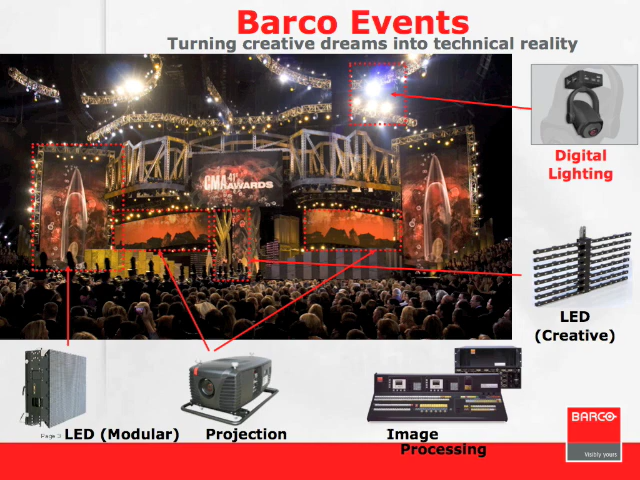 Barco Events
Turning creative dreams into technical reality
CMA 41st AWARDS
Digital
Lighting
LED
(Creative)
Page 3
LED (Modular)
Projection
Image
Processing
BARCO
Visibly yours